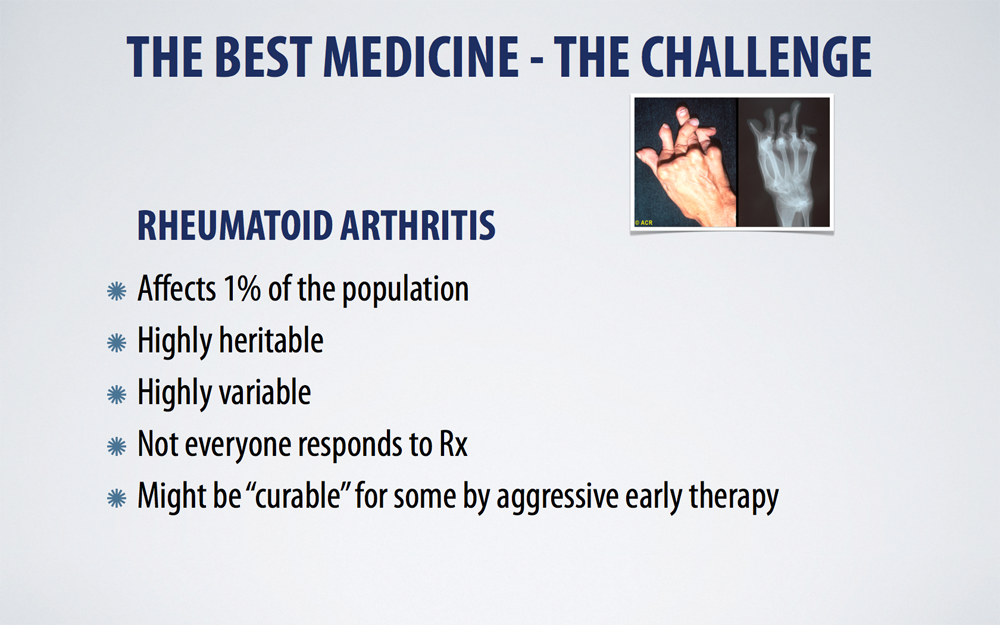 THE BEST MEDICINE - THE CHALLENGE
© ACR
RHEUMATOID ARTHRITIS
Affects 1% of the population
Highly heritable
Highly variable
Not everyone responds to Rx
Might be “curable” for some by aggressive early therapy